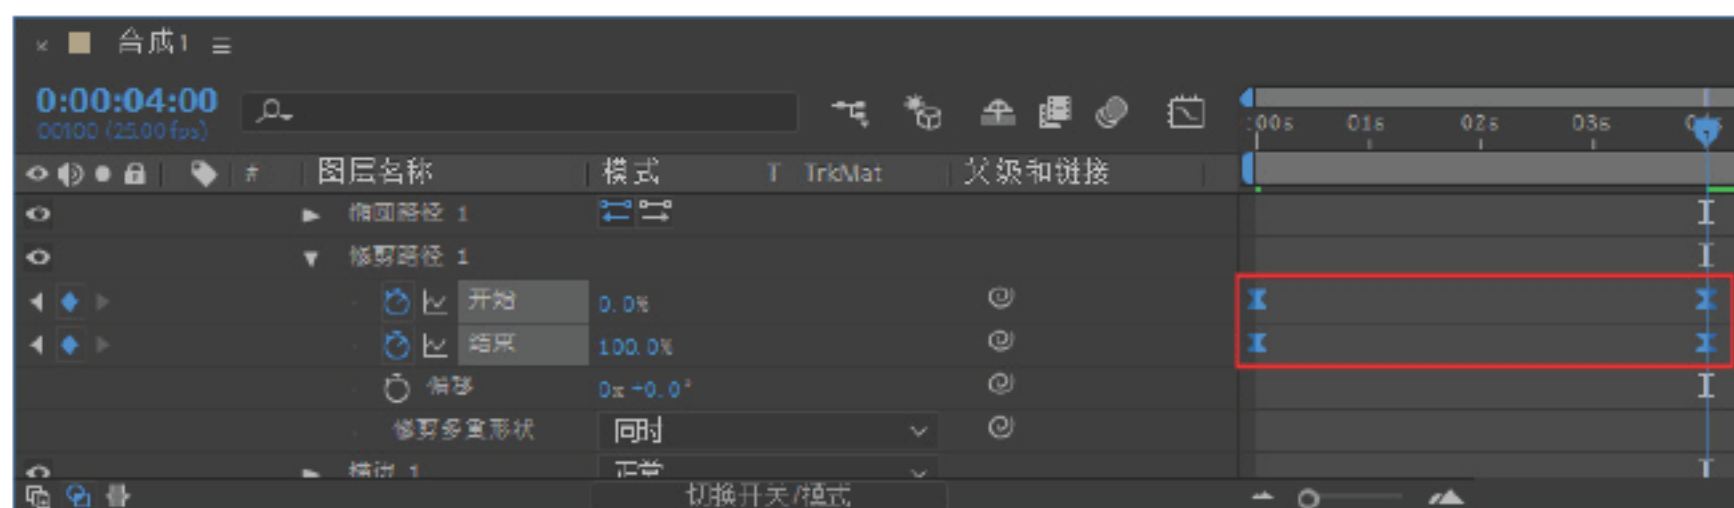 合成1
0:00:04:00
00100 (25.00 fps)
:00s 01s 02s 03s
# 图层名称 模式 T TrkMat 父级和链接
椭圆路径 1
修剪路径 1
开始 0.0%
结束 100.0%
偏移 0x +0.0°
修剪多重形状 同时
描边 1 正常
切换开关/模式